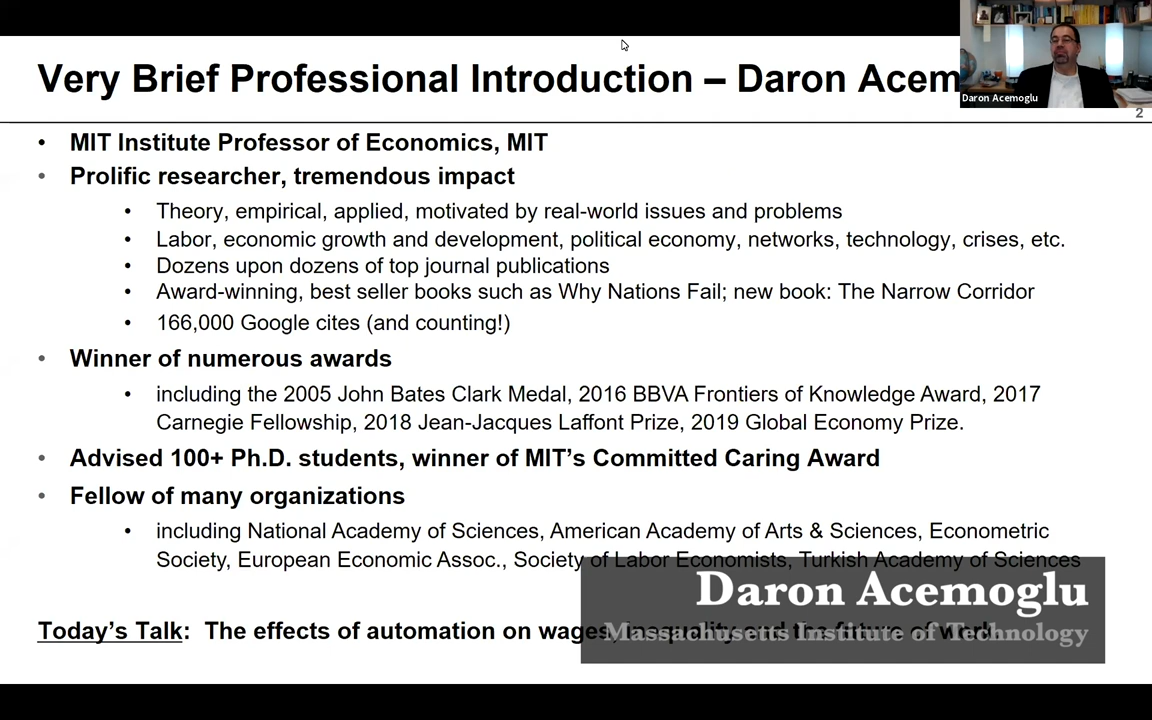 Very Brief Professional Introduction – Daron Acem
Daron Acemoglu
2
• MIT Institute Professor of Economics, MIT
• Prolific researcher, tremendous impact
• Theory, empirical, applied, motivated by real-world issues and problems
• Labor, economic growth and development, political economy, networks, technology, crises, etc.
• Dozens upon dozens of top journal publications
• Award-winning, best seller books such as Why Nations Fail; new book: The Narrow Corridor
• 166,000 Google cites (and counting!)
• Winner of numerous awards
• including the 2005 John Bates Clark Medal, 2016 BBVA Frontiers of Knowledge Award, 2017
Carnegie Fellowship, 2018 Jean-Jacques Laffont Prize, 2019 Global Economy Prize.
• Advised 100+ Ph.D. students, winner of MIT’s Committed Caring Award
• Fellow of many organizations
• including National Academy of Sciences, American Academy of Arts & Sciences, Econometric
Society, European Economic Assoc., Society of Labor Economists, Turkish Academy of Sciences
Today’s Talk: The effects of automation on wages, inequality and the future of work
Daron Acemoglu
Massachusetts Institute of Technology